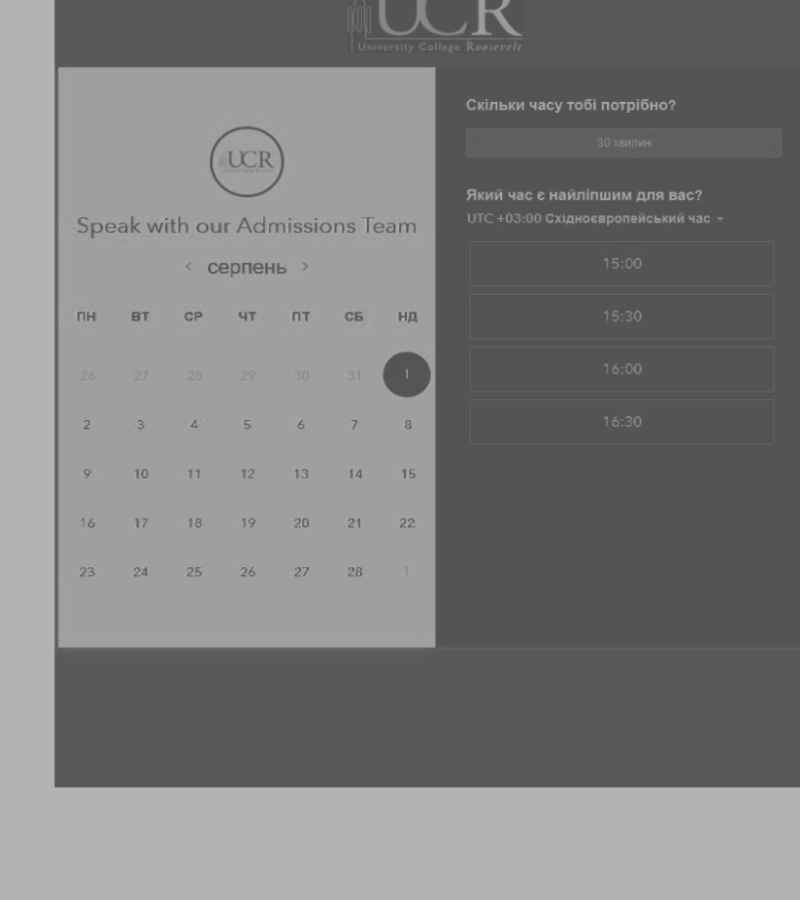 UCR
University College Roosevelt
UCR
Speak with our Admissions Team
< серпень >
ПН ВТ СР ЧТ ПТ СБ НД
26 27 28 29 30 31 1
2 3 4 5 6 7 8
9 10 11 12 13 14 15
16 17 18 19 20 21 22
23 24 25 26 27 28 1
Скільки часу тобі потрібно?
30 хвилин
Який час є найліпшим для вас?
UTC +03:00 Східноєвропейський час
15:00
15:30
16:00
16:30